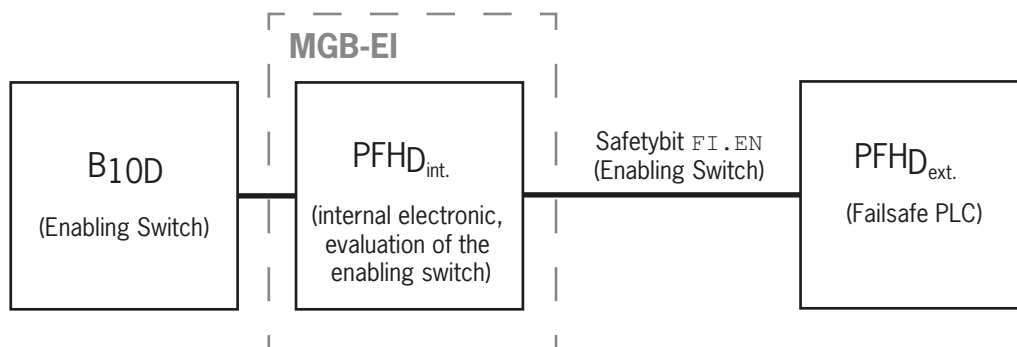 MGB-EI
B10D
(Enabling Switch)
PFHDint.
(internal electronic,
evaluation of the
enabling switch)
Safetybit FI.EN
(Enabling Switch)
PFHDext.
(Failsafe PLC)